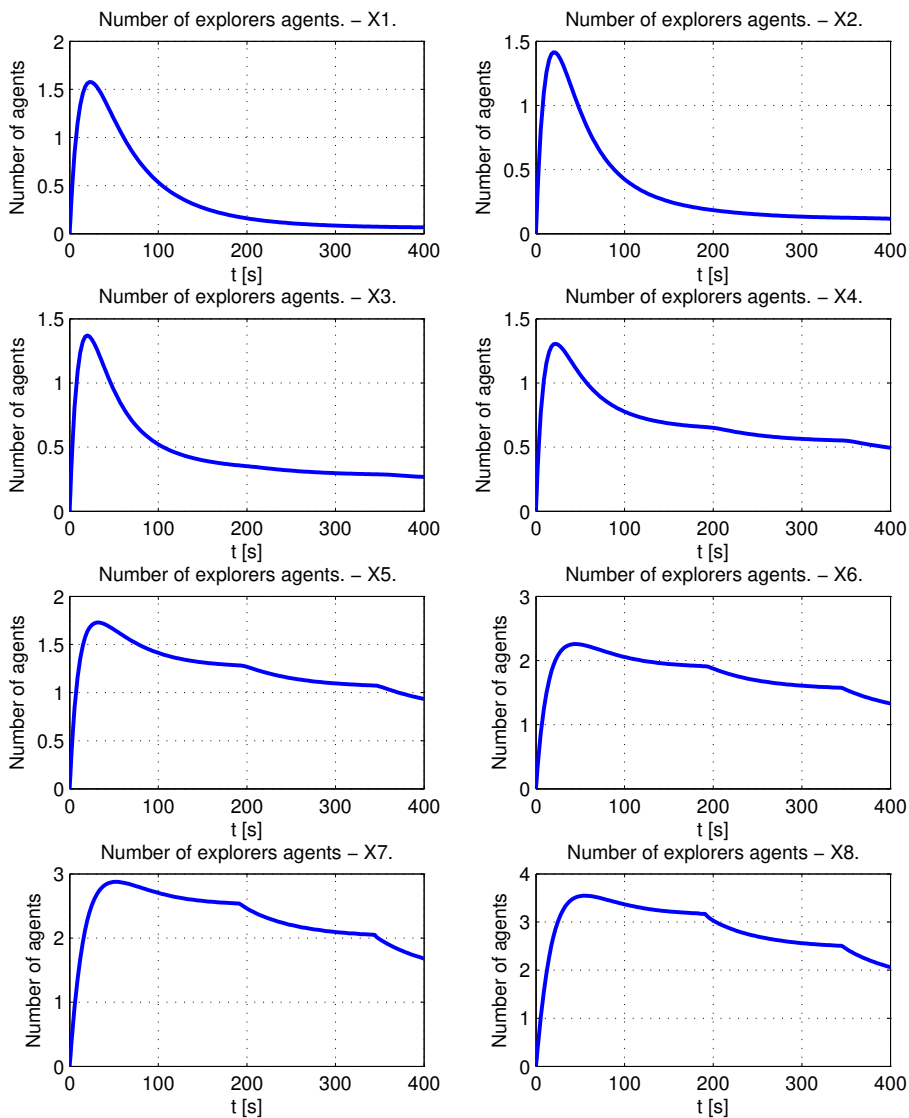 Number of explorers agents. − X1.
2
1.5
1
0.5
0
Number of agents
0 100 200 300 400
t [s]
Number of explorers agents. − X2.
1.5
1
0.5
0
Number of agents
0 100 200 300 400
t [s]
Number of explorers agents. − X3.
1.5
1
0.5
0
Number of agents
0 100 200 300 400
t [s]
Number of explorers agents. − X4.
1.5
1
0.5
0
Number of agents
0 100 200 300 400
t [s]
Number of explorers agents. − X5.
2
1.5
1
0.5
0
Number of agents
0 100 200 300 400
t [s]
Number of explorers agents. − X6.
3
2
1
0
Number of agents
0 100 200 300 400
t [s]
Number of explorers agents − X7.
3
2
1
0
Number of agents
0 100 200 300 400
t [s]
Number of explorers agents − X8.
4
3
2
1
0
Number of agents
0 100 200 300 400
t [s]